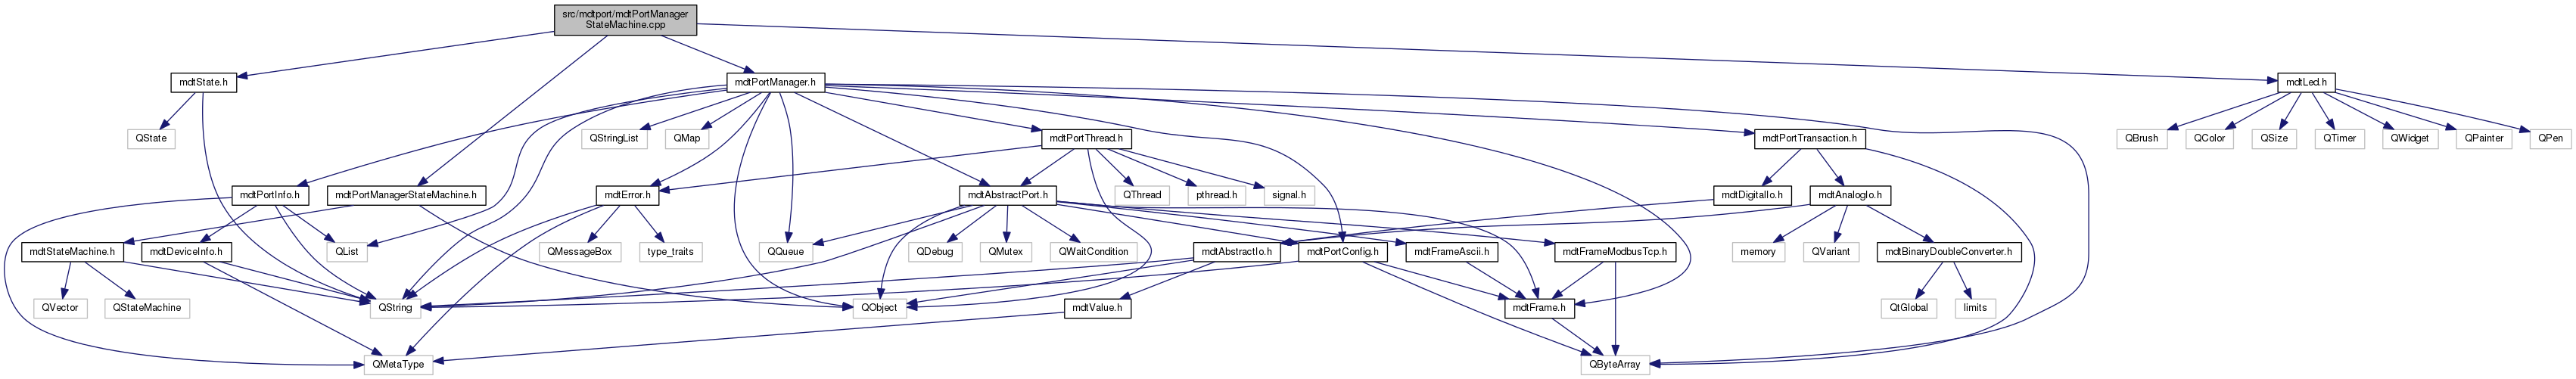 src/mdtport/mdtPortManager
StateMachine.cpp
mdtState.h
mdtPortManager.h
mdtLed.h
QState
QStringList
QMap
mdtPortThread.h
mdtPortTransaction.h
QBrush
QColor
QSize
QTimer
QWidget
QPainter
QPen
mdtPortInfo.h
mdtPortManagerStateMachine.h
mdtError.h
mdtAbstractPort.h
QThread
pthread.h
signal.h
mdtDigitalIo.h
mdtAnalogIo.h
mdtStateMachine.h
mdtDeviceInfo.h
QList
QMessageBox
type_traits
QQueue
QDebug
QMutex
QWaitCondition
mdtAbstractIo.h
mdtPortConfig.h
mdtFrameAscii.h
mdtFrameModbusTcp.h
memory
QVariant
mdtBinaryDoubleConverter.h
QVector
QStateMachine
QString
QObject
mdtValue.h
mdtFrame.h
QtGlobal
limits
QMetaType
QByteArray